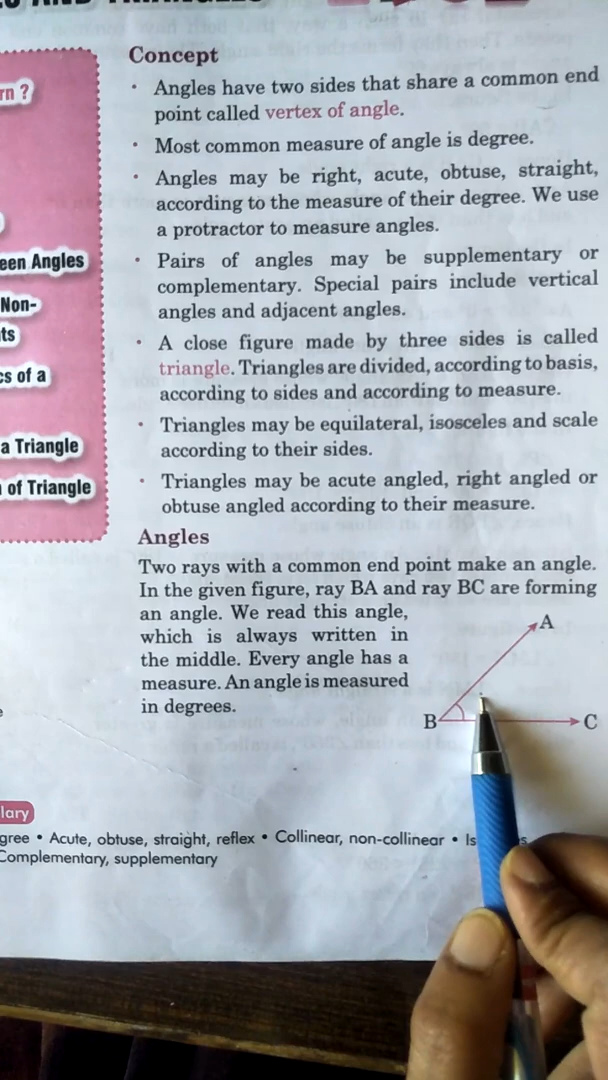 AND TRIANGLES
rn ?
een Angles
Non-
ts
cs of a
a Triangle
of Triangle
Concept
• Angles have two sides that share a common end
point called vertex of angle.
• Most common measure of angle is degree.
• Angles may be right, acute, obtuse, straight,
according to the measure of their degree. We use
a protractor to measure angles.
• Pairs of angles may be supplementary or
complementary. Special pairs include vertical
angles and adjacent angles.
• A close figure made by three sides is called
triangle. Triangles are divided, according to basis,
according to sides and according to measure.
• Triangles may be equilateral, isosceles and scale
according to their sides.
• Triangles may be acute angled, right angled or
obtuse angled according to their measure.
Angles
Two rays with a common end point make an angle.
In the given figure, ray BA and ray BC are forming
an angle. We read this angle,
which is always written in
the middle. Every angle has a
measure. An angle is measured
in degrees.
A
B
C
lary
gree • Acute, obtuse, straight, reflex • Collinear, non-collinear • Is
Complementary, supplementary